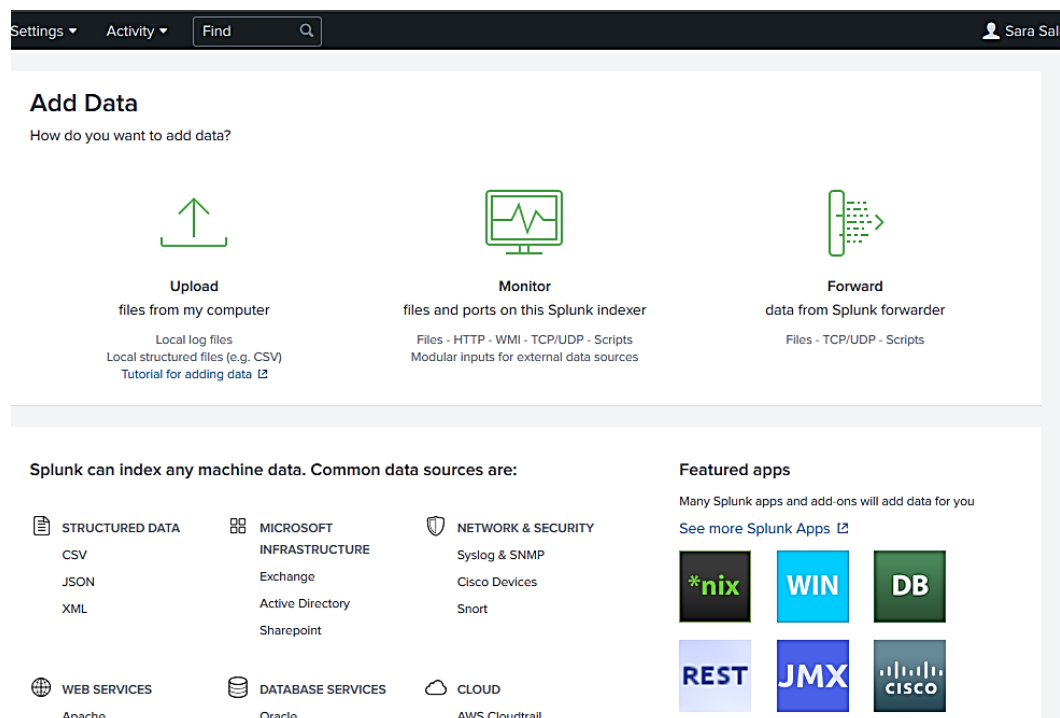 Settings Activity Find Sara Sal
Add Data
How do you want to add data?
Upload
files from my computer
Local log files
Local structured files (e.g. CSV)
Tutorial for adding data
Monitor
files and ports on this Splunk indexer
Files - HTTP - WMI - TCP/UDP - Scripts
Modular inputs for external data sources
Forward
data from Splunk forwarder
Files - TCP/UDP - Scripts
Splunk can index any machine data. Common data sources are:
STRUCTURED DATA
CSV
JSON
XML
MICROSOFT
INFRASTRUCTURE
Exchange
Active Directory
Sharepoint
NETWORK & SECURITY
Syslog & SNMP
Cisco Devices
Snort
WEB SERVICES
Apache
DATABASE SERVICES
Oracle
CLOUD
AWS Cloudtrail
Featured apps
Many Splunk apps and add-ons will add data for you
See more Splunk Apps
*nix
WIN
DB
REST
JMX
CISCO